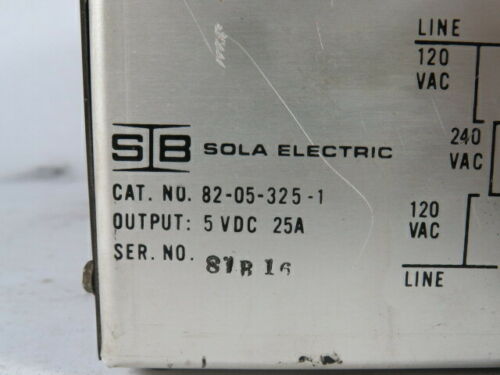 LINE
120
VAC
240
VAC
120
VAC
LINE
SB SOLA ELECTRIC
CAT. NO. 82-05-325-1
OUTPUT: 5 VDC 25A
SER. NO. 87B16